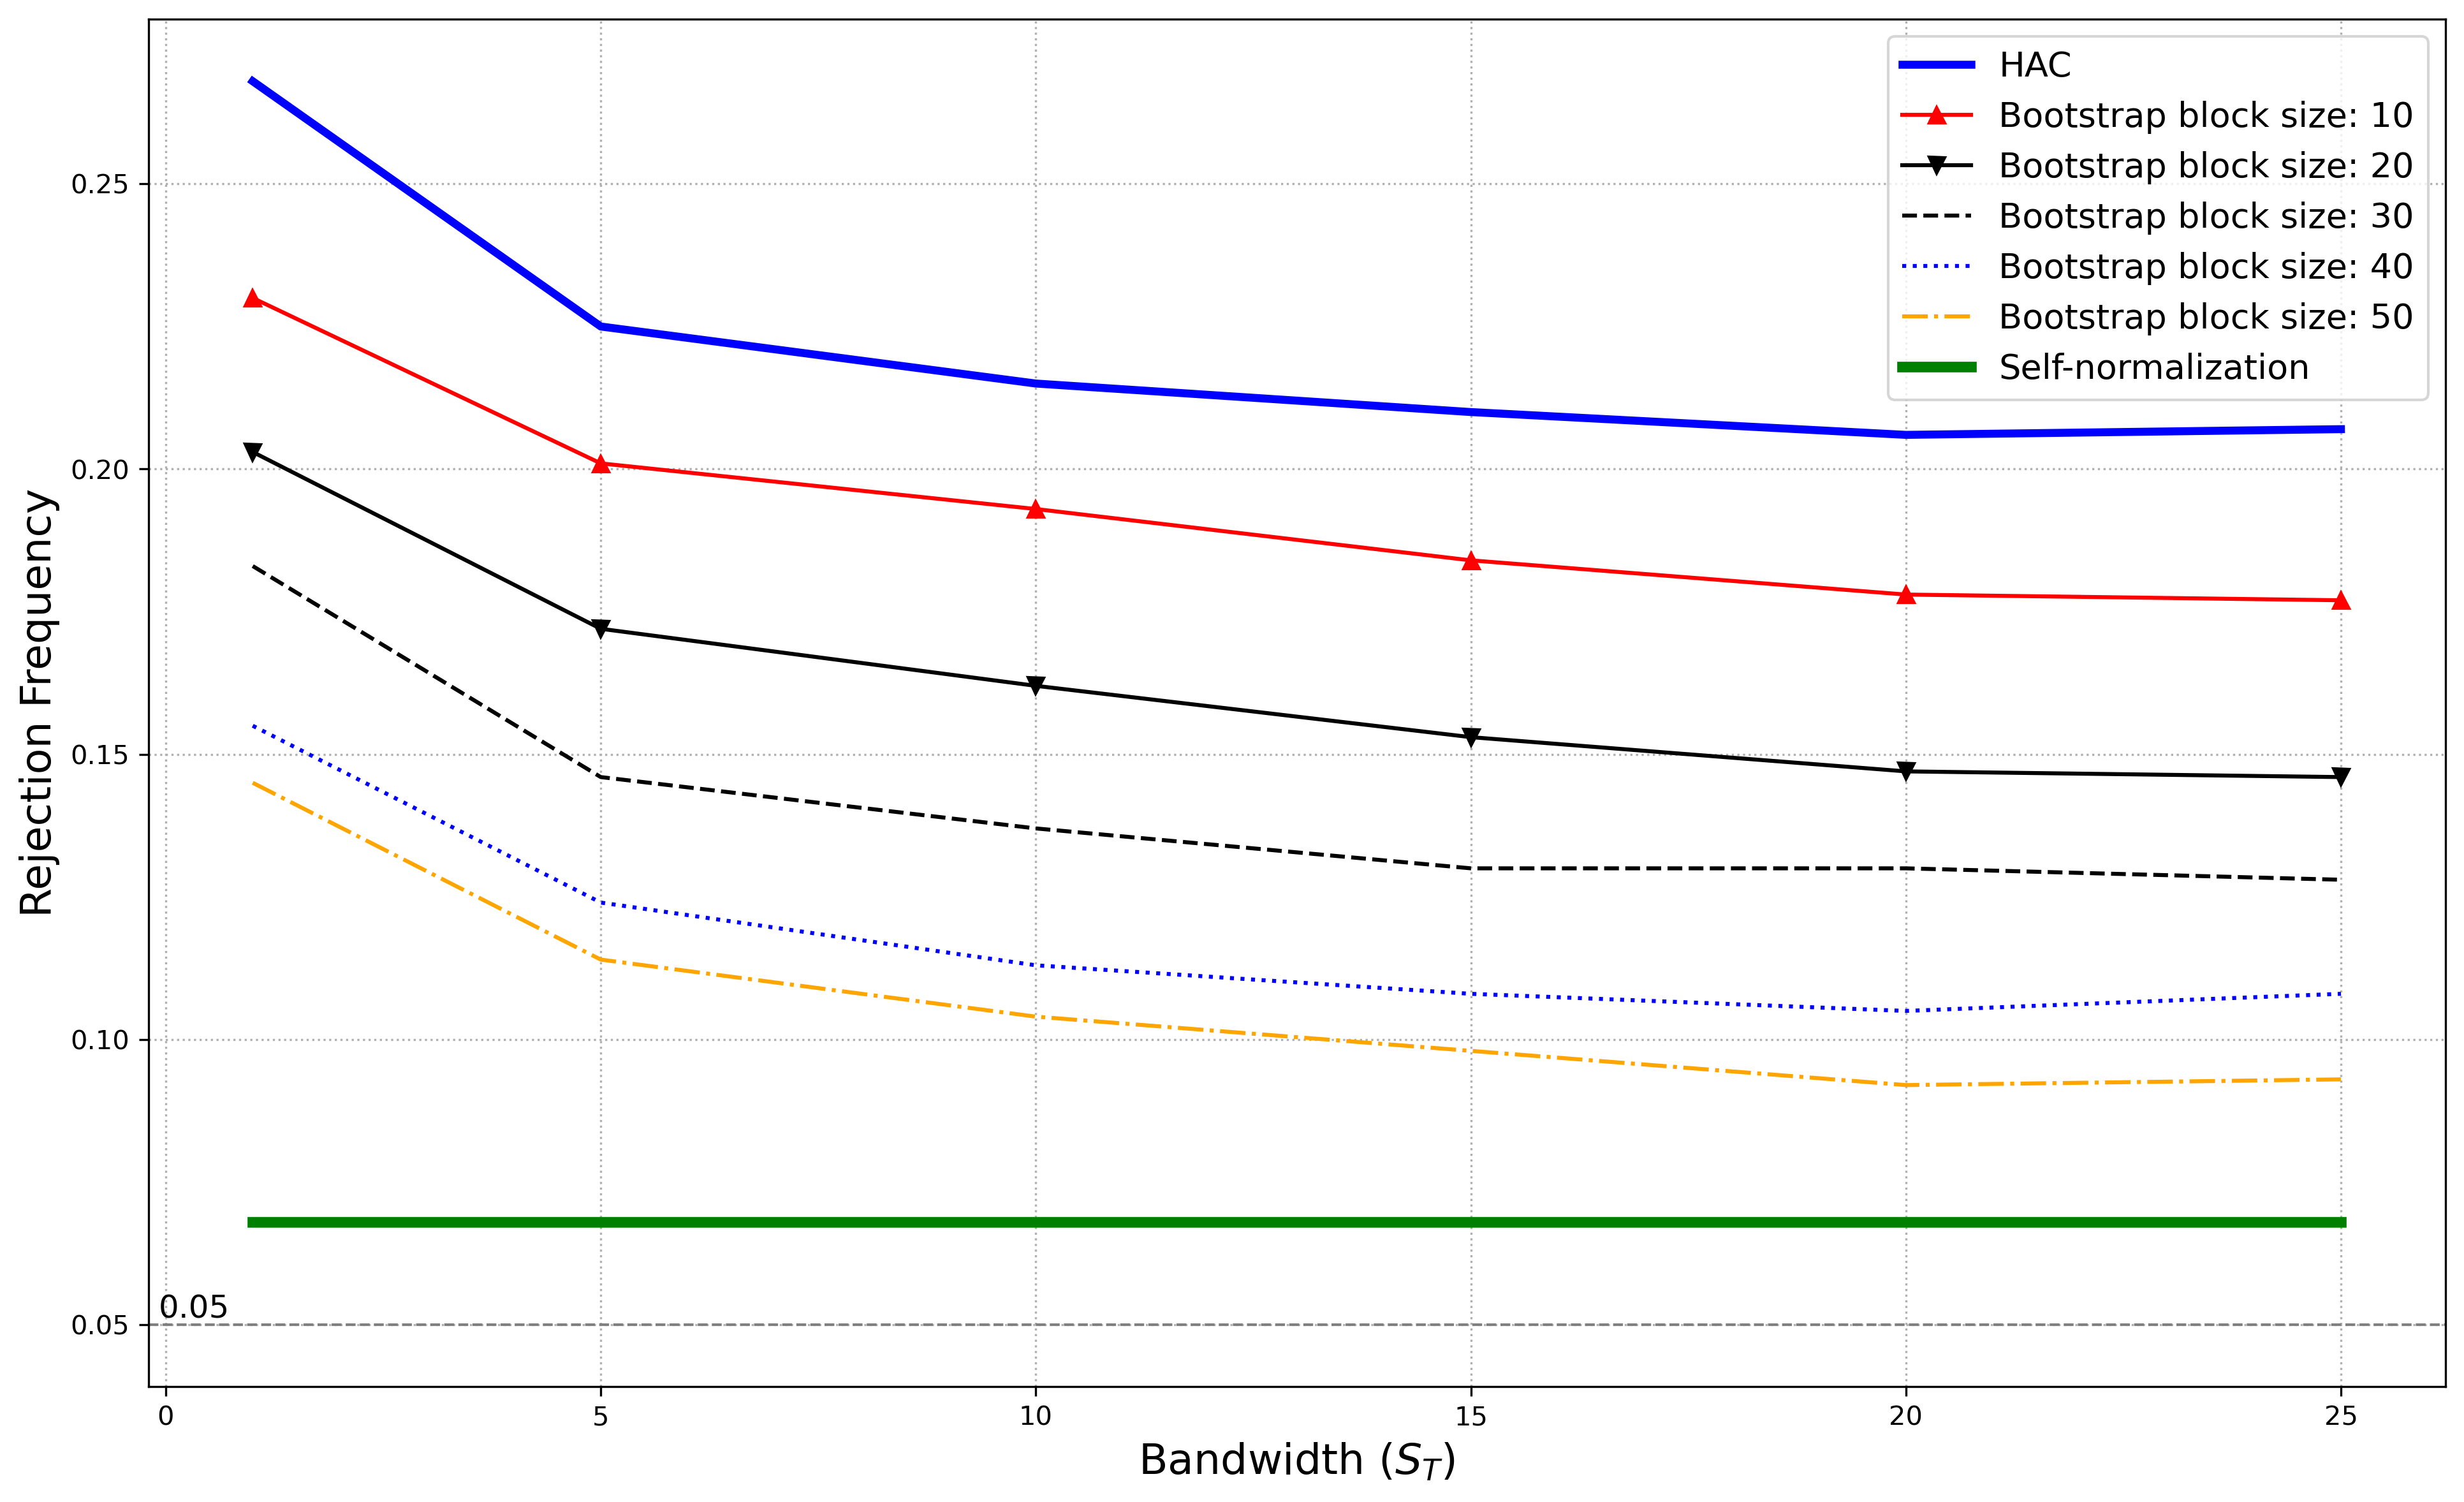 HAC
Bootstrap block size: 10
Bootstrap block size: 20
Bootstrap block size: 30
Bootstrap block size: 40
Bootstrap block size: 50
Self-normalization
Rejection Frequency
0.25
0.20
0.15
0.10
0.05
0.05
0 5 10 15 20 25
Bandwidth (S_T)